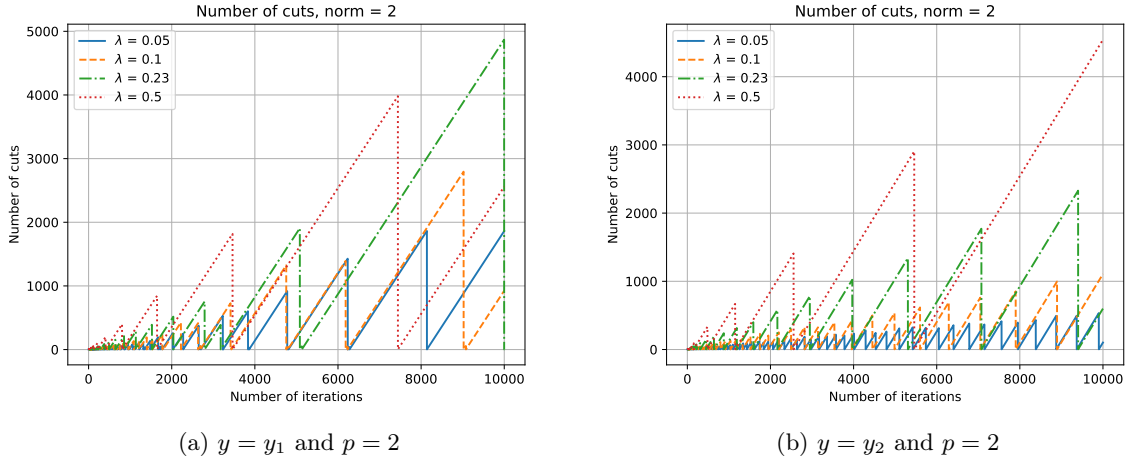 Number of cuts, norm = 2
Number of cuts
5000
4000
3000
2000
1000
0
λ = 0.05
λ = 0.1
λ = 0.23
λ = 0.5
0 2000 4000 6000 8000 10000
Number of iterations
(a) y = y₁ and p = 2
Number of cuts, norm = 2
Number of cuts
4000
3000
2000
1000
0
λ = 0.05
λ = 0.1
λ = 0.23
λ = 0.5
0 2000 4000 6000 8000 10000
Number of iterations
(b) y = y₂ and p = 2